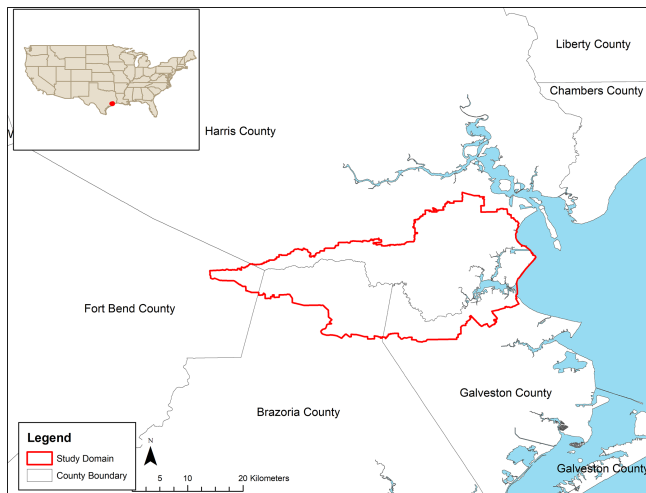 Liberty County
Chambers County
Harris County
Fort Bend County
Galveston County
Brazoria County
Galveston County
Legend
Study Domain
County Boundary
N
5 10 20 Kilometers